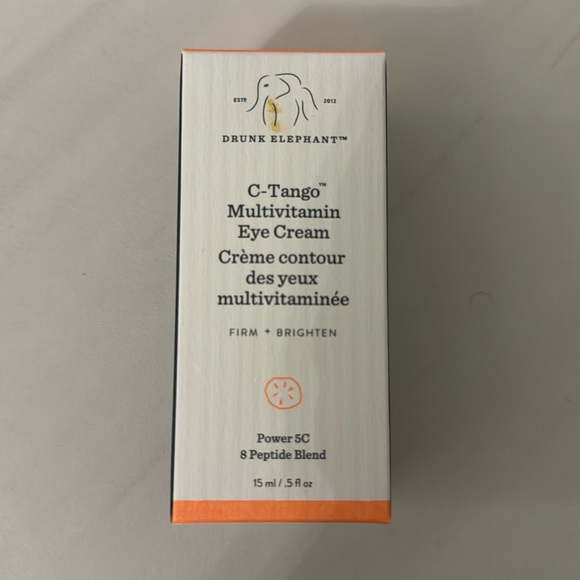 ESTD 2012
DRUNK ELEPHANT™
C-Tango™
Multivitamin
Eye Cream
Crème contour
des yeux
multivitaminée
FIRM + BRIGHTEN
Power 5C
8 Peptide Blend
15 ml / .5 fl oz